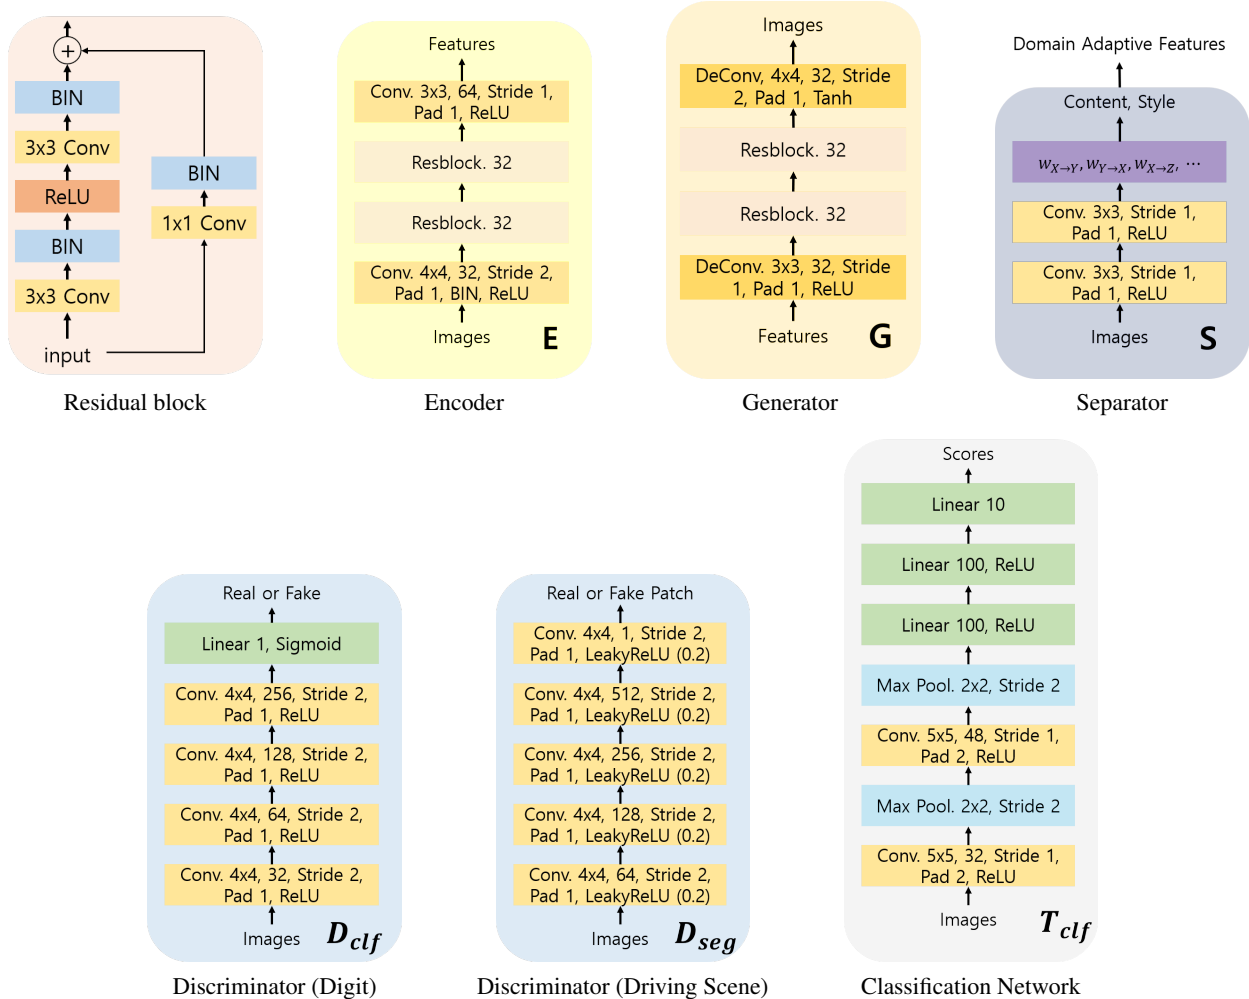 BIN
3x3 Conv
ReLU
BIN
3x3 Conv
input
BIN
1x1 Conv
Residual block
Features
Conv. 3x3, 64, Stride 1,
Pad 1, ReLU
Resblock. 32
Resblock. 32
Conv. 4x4, 32, Stride 2,
Pad 1, BIN, ReLU
Images
E
Encoder
Images
DeConv, 4x4, 32, Stride
2, Pad 1, Tanh
Resblock. 32
Resblock. 32
DeConv. 3x3, 32, Stride
1, Pad 1, ReLU
Features
G
Generator
Domain Adaptive Features
Content, Style
w_{X→Y}, w_{Y→X}, w_{X→Z}, ⋯
Conv. 3x3, Stride 1,
Pad 1, ReLU
Conv. 3x3, Stride 1,
Pad 1, ReLU
Images
S
Separator
Real or Fake
Linear 1, Sigmoid
Conv. 4x4, 256, Stride 2,
Pad 1, ReLU
Conv. 4x4, 128, Stride 2,
Pad 1, ReLU
Conv. 4x4, 64, Stride 2,
Pad 1, ReLU
Conv. 4x4, 32, Stride 2,
Pad 1, ReLU
Images
D_{clf}
Discriminator (Digit)
Real or Fake Patch
Conv. 4x4, 1, Stride 2,
Pad 1, LeakyReLU (0.2)
Conv. 4x4, 512, Stride 2,
Pad 1, LeakyReLU (0.2)
Conv. 4x4, 256, Stride 2,
Pad 1, LeakyReLU (0.2)
Conv. 4x4, 128, Stride 2,
Pad 1, LeakyReLU (0.2)
Conv. 4x4, 64, Stride 2,
Pad 1, LeakyReLU (0.2)
Images
D_{seg}
Discriminator (Driving Scene)
Scores
Linear 10
Linear 100, ReLU
Linear 100, ReLU
Max Pool. 2x2, Stride 2
Conv. 5x5, 48, Stride 1,
Pad 2, ReLU
Max Pool. 2x2, Stride 2
Conv. 5x5, 32, Stride 1,
Pad 2, ReLU
Images
T_{clf}
Classification Network